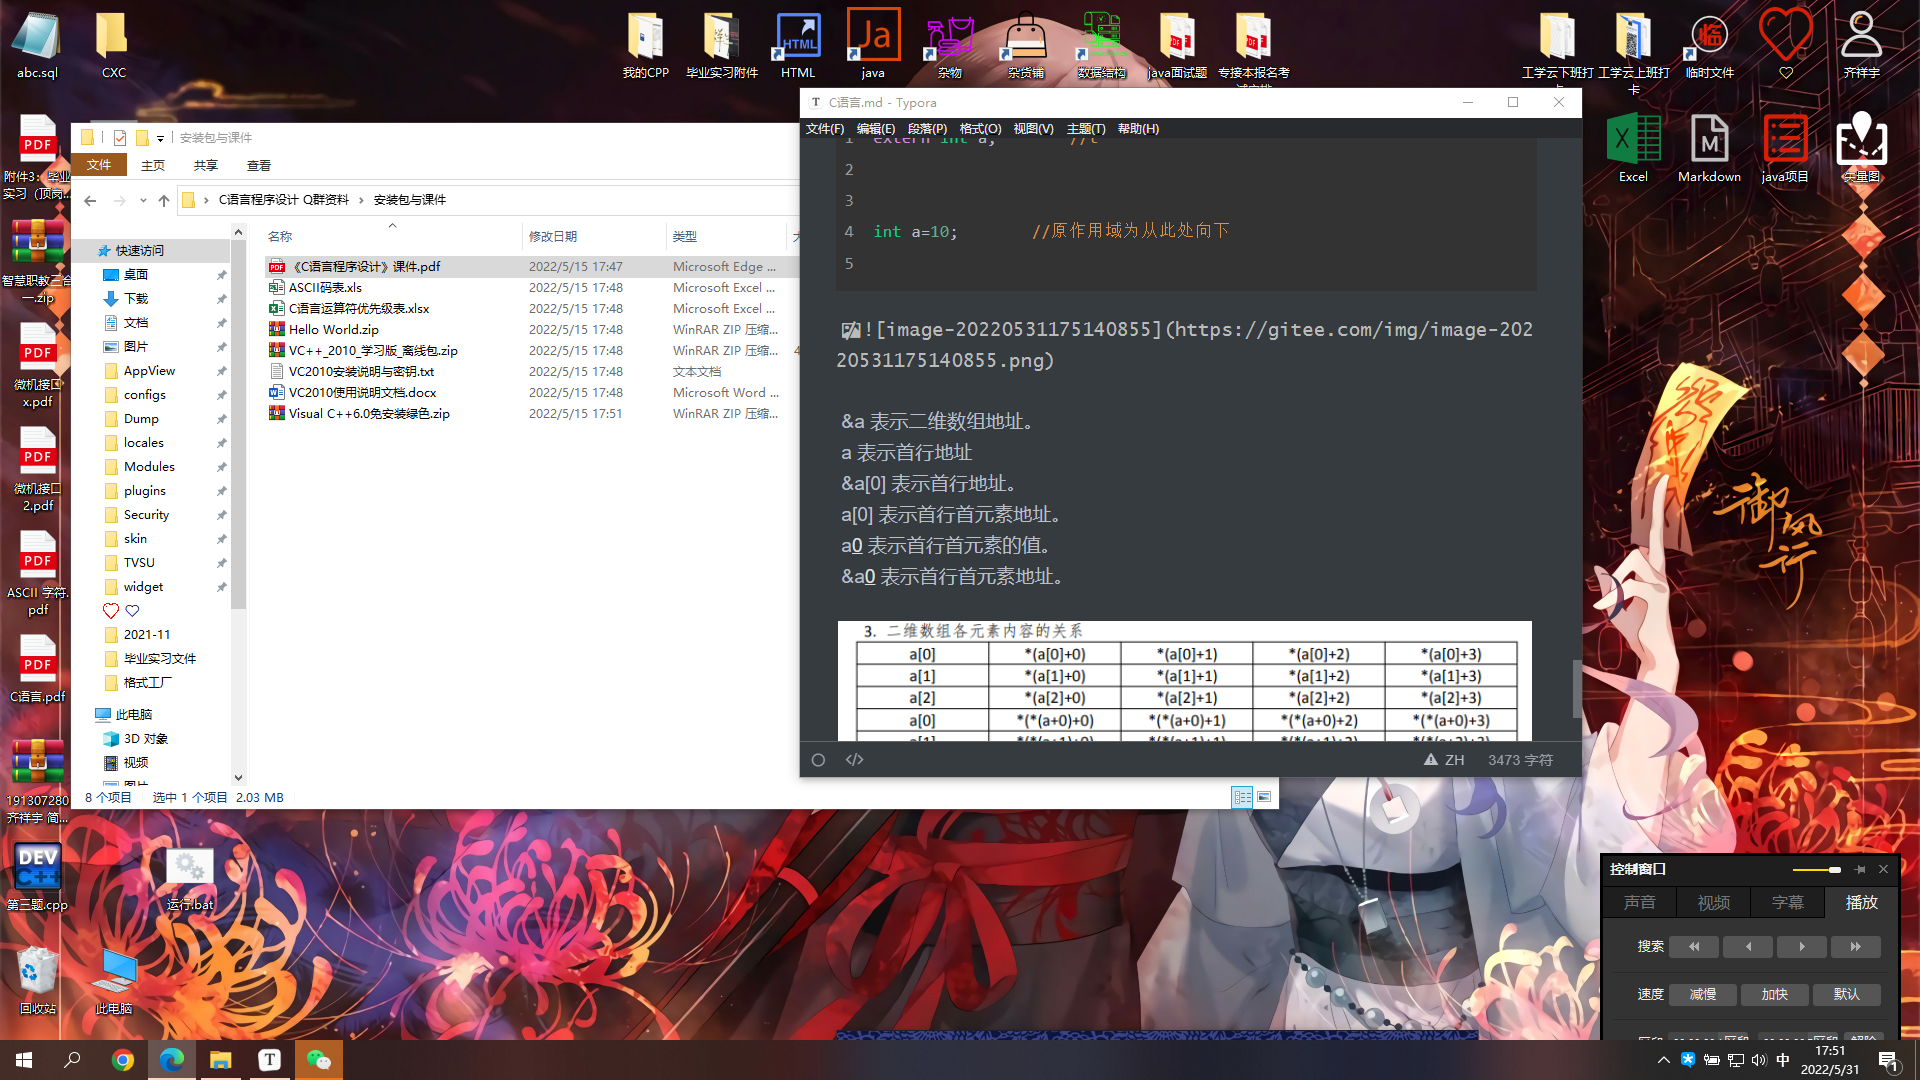 abc.sql
CXC
我的CPP
毕业实习附件
HTML
java
杂物
杂货铺
数据结构
java面试题
专接本报名考
工学云下班打
工学云上班打
卡
临时文件
♡
齐祥宇
Excel
Markdown
java项目
矢量图
附件3：毕业
实习（顶岗...
智慧职教三合
一.zip
微机接口
x.pdf
微机接口
2.pdf
ASCII 字符.
pdf
C语言.pdf
191307280
齐祥宇 简...
第三题.cpp
运行.bat
回收站
此电脑
安装包与课件
文件
主页
共享
查看
C语言程序设计 Q群资料 › 安装包与课件
快速访问
桌面
下载
文档
图片
AppView
configs
Dump
locales
Modules
plugins
Security
skin
TVSU
widget
♡
2021-11
毕业实习文件
格式工厂
此电脑
3D 对象
视频
图片
名称 修改日期 类型
《C语言程序设计》课件.pdf 2022/5/15 17:47 Microsoft Edge ...
ASCII码表.xls 2022/5/15 17:48 Microsoft Excel ...
C语言运算符优先级表.xlsx 2022/5/15 17:48 Microsoft Excel ...
Hello World.zip 2022/5/15 17:48 WinRAR ZIP 压缩...
VC++_2010_学习版_离线包.zip 2022/5/15 17:48 WinRAR ZIP 压缩... 4
VC2010安装说明与密钥.txt 2022/5/15 17:48 文本文档
VC2010使用说明文档.docx 2022/5/15 17:48 Microsoft Word ...
Visual C++6.0免安装绿色.zip 2022/5/15 17:51 WinRAR ZIP 压缩...
8 个项目 选中 1 个项目 2.03 MB
C语言.md - Typora
文件(F) 编辑(E) 段落(P) 格式(O) 视图(V) 主题(T) 帮助(H)
1 extern int a; //t
2
3
4 int a=10; //原作用域为从此处向下
5
![image-20220531175140855](https://gitee.com/img/image-202
20531175140855.png)
&a 表示二维数组地址。
a 表示首行地址
&a[0] 表示首行地址。
a[0] 表示首行首元素地址。
a0 表示首行首元素的值。
&a0 表示首行首元素地址。
3. 二维数组各元素内容的关系
a[0] *(a[0]+0) *(a[0]+1) *(a[0]+2) *(a[0]+3)
a[1] *(a[1]+0) *(a[1]+1) *(a[1]+2) *(a[1]+3)
a[2] *(a[2]+0) *(a[2]+1) *(a[2]+2) *(a[2]+3)
a[0] *(*(a+0)+0) *(*(a+0)+1) *(*(a+0)+2) *(*(a+0)+3)
ZH 3473 字符
御风行
控制窗口
声音 视频 字幕 播放
搜索
速度 减慢 加快 默认
中
17:51
2022/5/31
1